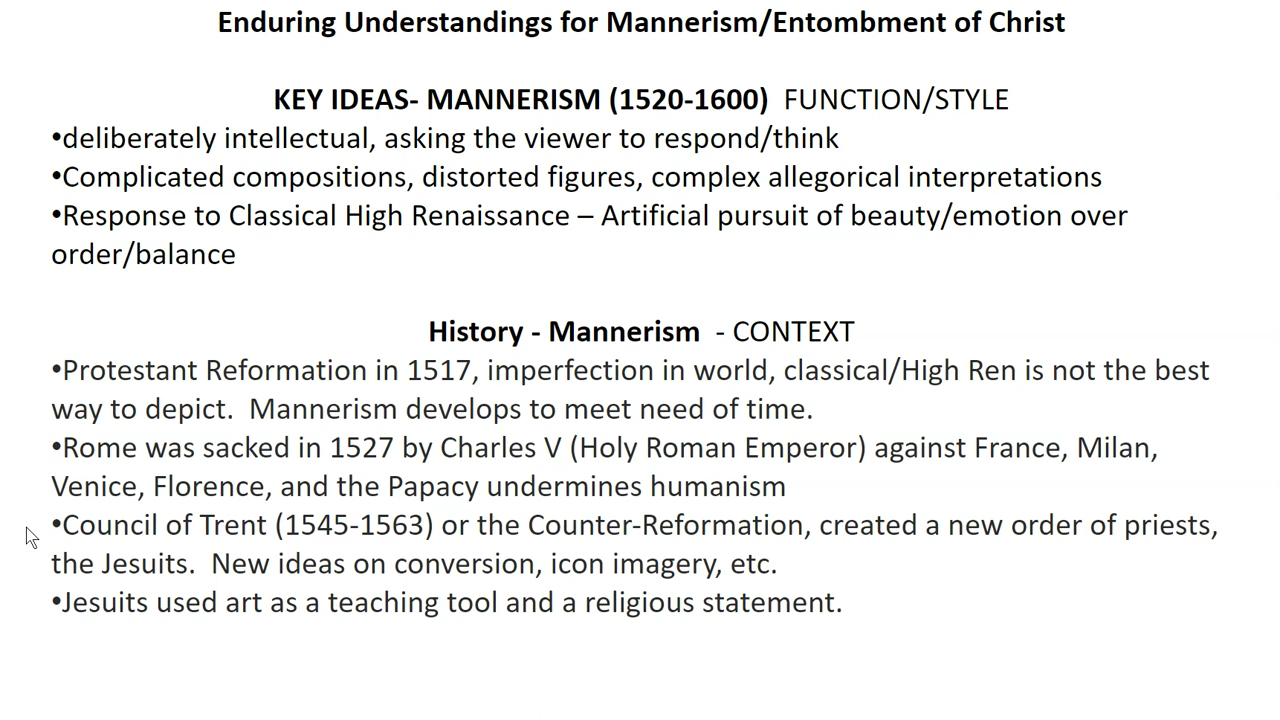 Enduring Understandings for Mannerism/Entombment of Christ
KEY IDEAS- MANNERISM (1520-1600)  FUNCTION/STYLE
•deliberately intellectual, asking the viewer to respond/think
•Complicated compositions, distorted figures, complex allegorical interpretations
•Response to Classical High Renaissance – Artificial pursuit of beauty/emotion over
order/balance
History - Mannerism  - CONTEXT
•Protestant Reformation in 1517, imperfection in world, classical/High Ren is not the best
way to depict.  Mannerism develops to meet need of time.
•Rome was sacked in 1527 by Charles V (Holy Roman Emperor) against France, Milan,
Venice, Florence, and the Papacy undermines humanism
•Council of Trent (1545-1563) or the Counter-Reformation, created a new order of priests,
the Jesuits.  New ideas on conversion, icon imagery, etc.
•Jesuits used art as a teaching tool and a religious statement.